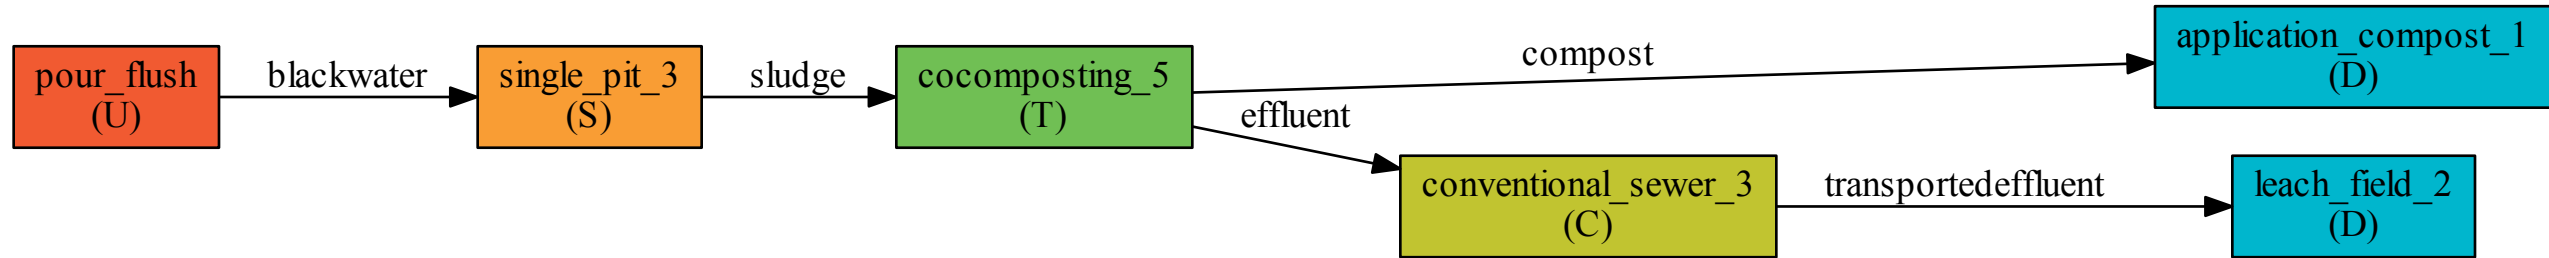 pour_flush
(U)
blackwater
single_pit_3
(S)
sludge
cocomposting_5
(T)
compost
application_compost_1
(D)
effluent
conventional_sewer_3
(C)
transportedeffluent
leach_field_2
(D)